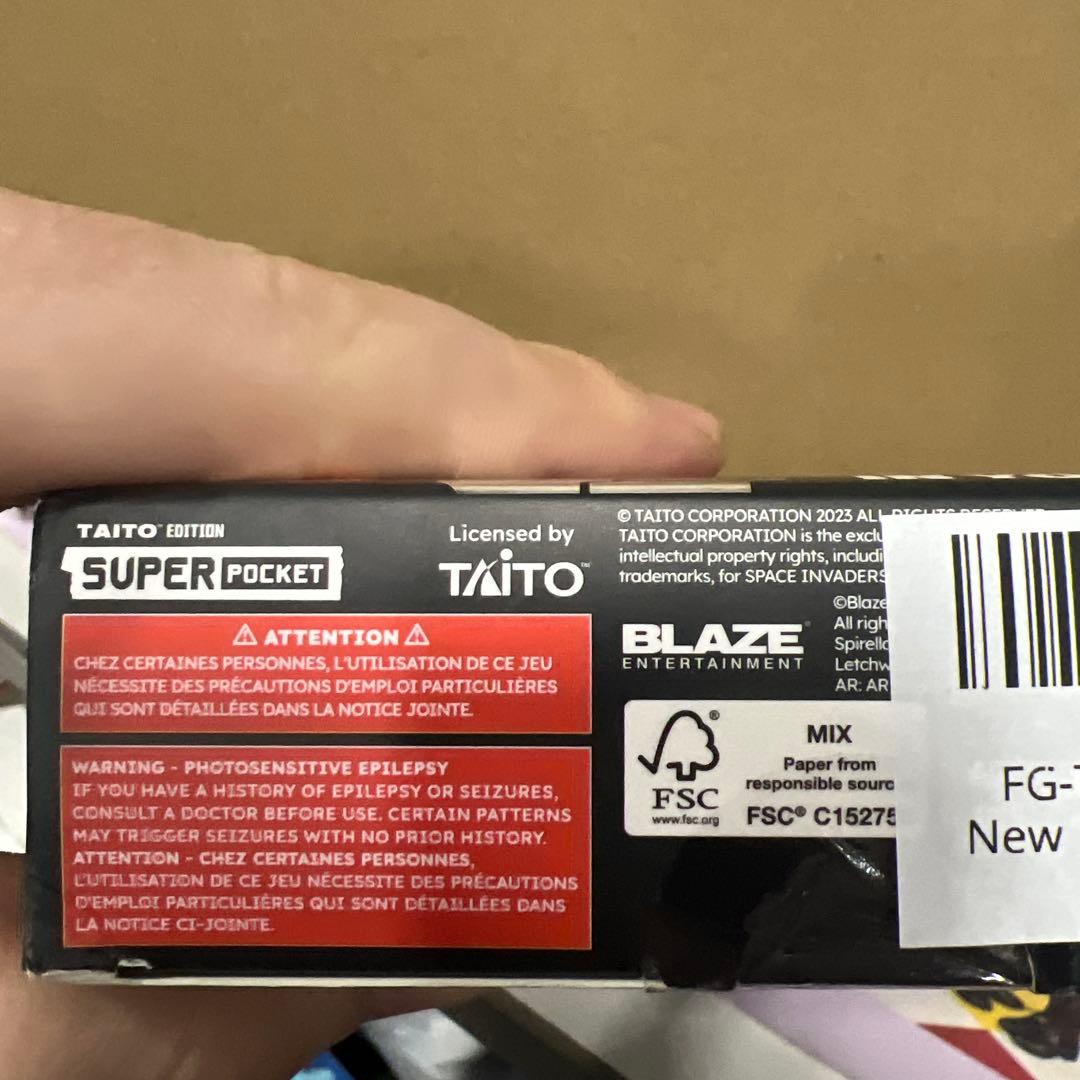 TAITO™ EDITION
SUPER POCKET
⚠ ATTENTION ⚠
CHEZ CERTAINES PERSONNES, L'UTILISATION DE CE JEU
NÉCESSITE DES PRÉCAUTIONS D'EMPLOI PARTICULIÈRES
QUI SONT DÉTAILLÉES DANS LA NOTICE JOINTE.
WARNING - PHOTOSENSITIVE EPILEPSY
IF YOU HAVE A HISTORY OF EPILEPSY OR SEIZURES,
CONSULT A DOCTOR BEFORE USE. CERTAIN PATTERNS
MAY TRIGGER SEIZURES WITH NO PRIOR HISTORY.
ATTENTION - CHEZ CERTAINES PERSONNES,
L'UTILISATION DE CE JEU NÉCESSITE DES PRÉCAUTIONS
D'EMPLOI PARTICULIÈRES QUI SONT DÉTAILLÉES DANS
LA NOTICE CI-JOINTE.
Licensed by
TAITO™
© TAITO CORPORATION 2023 ALL RIGHTS RESERVED
TAITO CORPORATION is the exclu
intellectual property rights, includi
trademarks, for SPACE INVADERS
BLAZE®
ENTERTAINMENT
©Blaze
All righ
Spirella
Letchw
AR: AR
FSC®
www.fsc.org
MIX
Paper from
responsible sourc
FSC® C15275
FG-
New